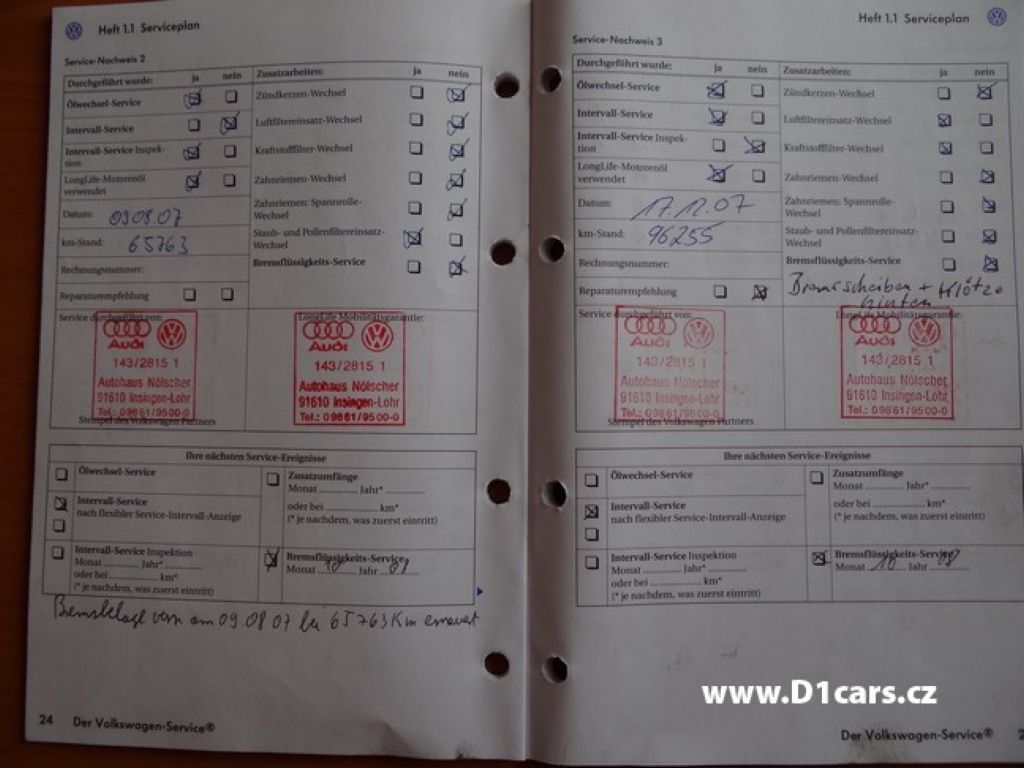 Heft 1.1 Serviceplan
Service-Nachweis 2
Durchgeführt wurde: ja nein
Ölwechsel-Service
Intervall-Service
Intervall-Service Inspek-
tion
LongLife-Motorenöl
verwendet
Datum: 09.08.07
km-Stand: 65763
Rechnungsnummer:
Reparaturempfehlung
Zusatzarbeiten: ja nein
Zündkerzen-Wechsel
Luftfiltereinsatz-Wechsel
Kraftstofffilter-Wechsel
Zahnriemen-Wechsel
Zahnriemen: Spannrolle-
Wechsel
Staub- und Pollenfiltereinsatz-
Wechsel
Bremsflüssigkeits-Service
Service durchgeführt von:
Audi
143/2815 1
Autohaus Nölscher
91610 Insingen-Lohr
Tel.: 09861/9500-0
Stempel des Volkswagen Partners
LongLife Mobilitätsgarantie:
Audi
143/2815 1
Autohaus Nölscher
91610 Insingen-Lohr
Tel.: 09861/9500-0
Ihre nächsten Service-Ereignisse
Ölwechsel-Service
Intervall-Service
nach flexibler Service-Intervall-Anzeige
Intervall-Service Inspektion
Monat Jahr*
oder bei km*
(* je nachdem, was zuerst eintritt)
Zusatzumfänge
Monat Jahr*
oder bei km*
(* je nachdem, was zuerst eintritt)
Bremsflüssigkeits-Service
Monat 10 Jahr
Bremsbeläge vorn am 09.08.07 bei 65763 Km erneuert
24 Der Volkswagen-Service®
Heft 1.1 Serviceplan
Service-Nachweis 3
Durchgeführt wurde: ja nein
Ölwechsel-Service
Intervall-Service
Intervall-Service Inspek-
tion
LongLife-Motorenöl
verwendet
Datum: 17.12.07
km-Stand: 96255
Rechnungsnummer:
Reparaturempfehlung
Zusatzarbeiten: ja nein
Zündkerzen-Wechsel
Luftfiltereinsatz-Wechsel
Kraftstofffilter-Wechsel
Zahnriemen-Wechsel
Zahnriemen: Spannrolle-
Wechsel
Staub- und Pollenfiltereinsatz-
Wechsel
Bremsflüssigkeits-Service
Bremsscheiben + Klötze
hinten
Service durchgeführt von:
Audi
143/2815 1
Autohaus Nölscher
91610 Insingen-Lohr
Tel.: 09861/9500-0
Stempel des Volkswagen Partners
LongLife Mobilitätsgarantie:
Audi
143/2815 1
Autohaus Nölscher
91610 Insingen-Lohr
Tel.: 09861/9500-0
Ihre nächsten Service-Ereignisse
Ölwechsel-Service
Intervall-Service
nach flexibler Service-Intervall-Anzeige
Intervall-Service Inspektion
Monat Jahr*
oder bei km*
(* je nachdem, was zuerst eintritt)
Zusatzumfänge
Monat Jahr*
oder bei km*
(* je nachdem, was zuerst eintritt)
Bremsflüssigkeits-Service
Monat 10 Jahr
Der Volkswagen-Service®
www.D1cars.cz